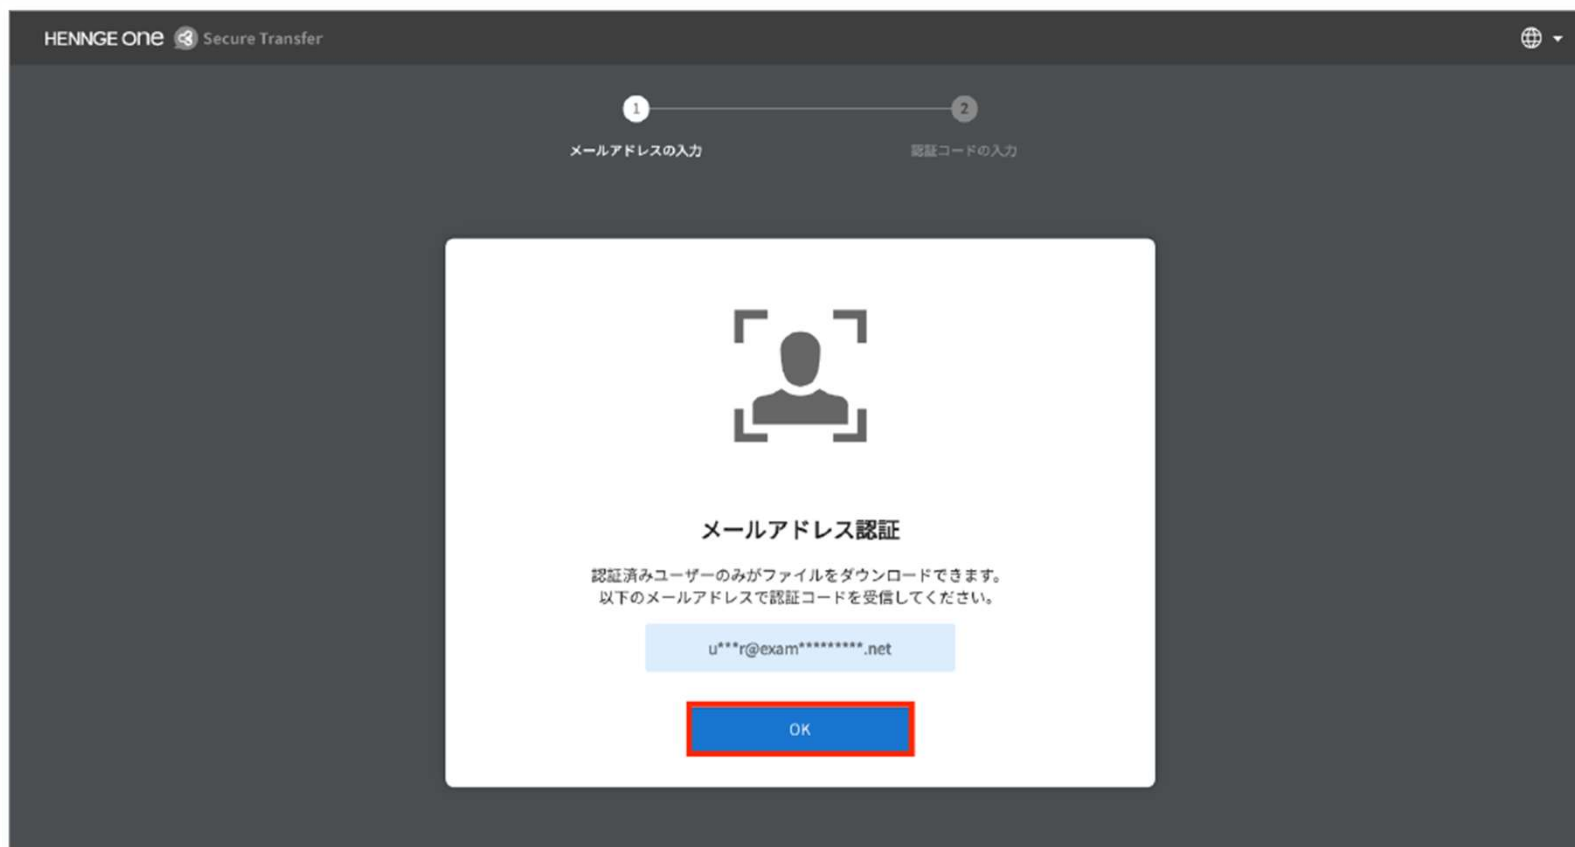 HENNGE One Secure Transfer
1
2
メールアドレスの入力
認証コードの入力
メールアドレス認証
認証済みユーザーのみがファイルをダウンロードできます。
以下のメールアドレスで認証コードを受信してください。
u***r@exam*********.net
OK